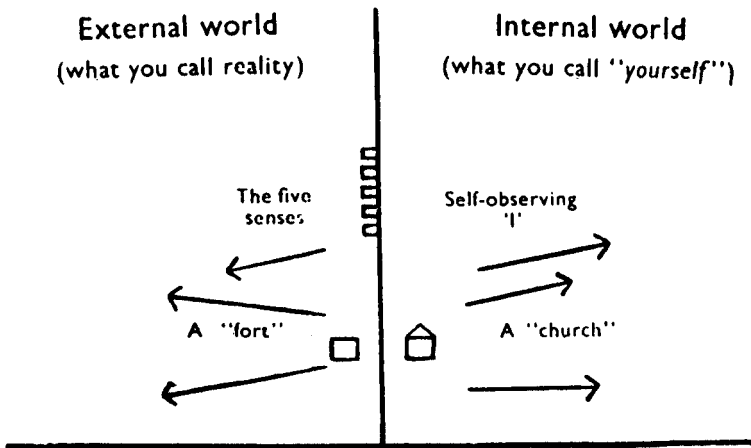 External world
(what you call reality)
Internal world
(what you call "yourself")
The five
senses
Self-observing
'I'
A "fort"
A "church"